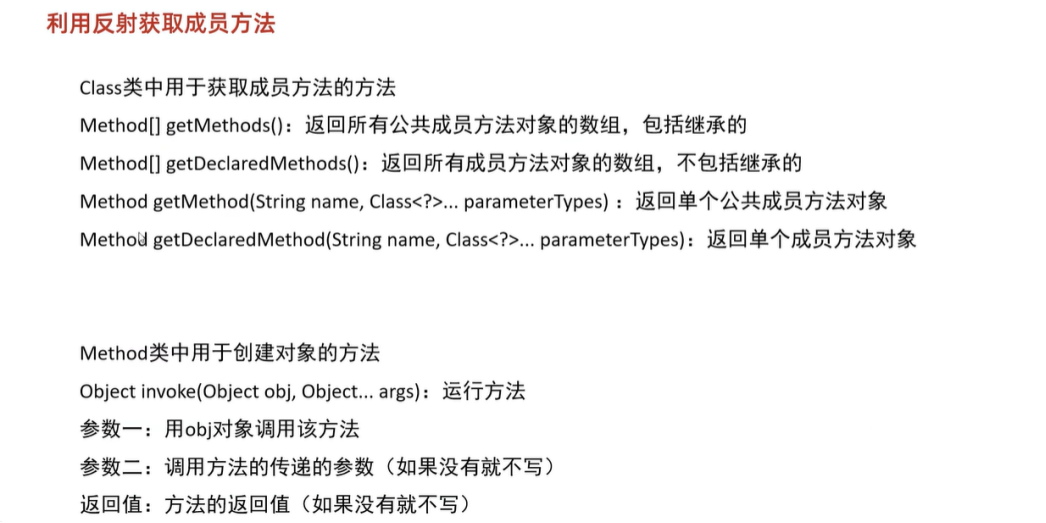 利用反射获取成员方法
Class类中用于获取成员方法的方法
Method[] getMethods()：返回所有公共成员方法对象的数组，包括继承的
Method[] getDeclaredMethods()：返回所有成员方法对象的数组，不包括继承的
Method getMethod(String name, Class<?>... parameterTypes) ：返回单个公共成员方法对象
Method getDeclaredMethod(String name, Class<?>... parameterTypes)：返回单个成员方法对象
Method类中用于创建对象的方法
Object invoke(Object obj, Object... args)：运行方法
参数一：用obj对象调用该方法
参数二：调用方法的传递的参数（如果没有就不写）
返回值：方法的返回值（如果没有就不写）